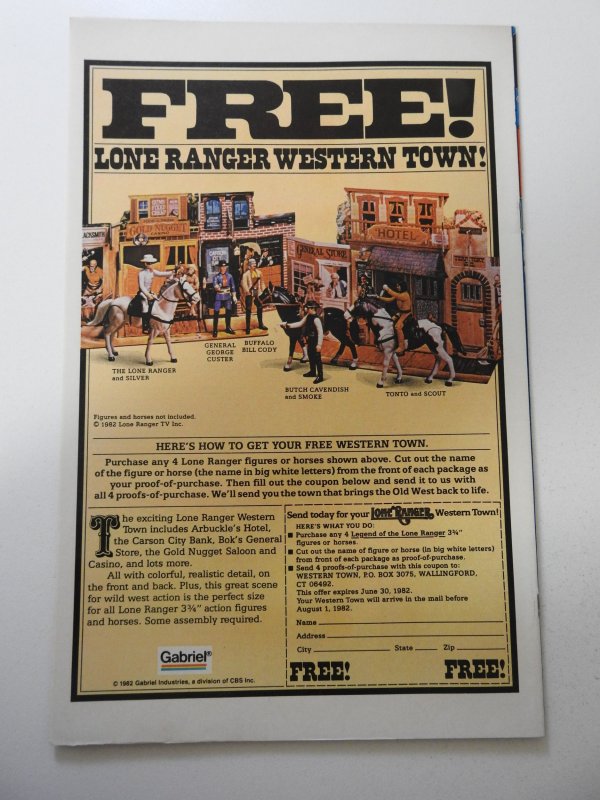 FREE!
LONE RANGER WESTERN TOWN!
GOLD NUGGET
GENERAL STORE
HOTEL
THE LONE RANGER
and SILVER
GENERAL
GEORGE
CUSTER
BUFFALO
BILL CODY
BUTCH CAVENDISH
and SMOKE
TONTO and SCOUT
Figures and horses not included.
© 1982 Lone Ranger TV Inc.
HERE'S HOW TO GET YOUR FREE WESTERN TOWN.
Purchase any 4 Lone Ranger figures or horses shown above. Cut out the name
of the figure or horse (the name in big white letters) from the front of each package as
your proof-of-purchase. Then fill out the coupon below and send it to us with
all 4 proofs-of-purchase. We'll send you the town that brings the Old West back to life.
The exciting Lone Ranger Western
Town includes Arbuckle's Hotel,
the Carson City Bank, Bok's General
Store, the Gold Nugget Saloon and
Casino, and lots more.
All with colorful, realistic detail, on
the front and back. Plus, this great scene
for wild west action is the perfect size
for all Lone Ranger 3¾" action figures
and horses. Some assembly required.
Gabriel®
© 1982 Gabriel Industries, a division of CBS Inc.
Send today for your LONE RANGER Western Town!
HERE'S WHAT YOU DO:
■ Purchase any 4 Legend of the Lone Ranger 3¾"
figures or horses.
■ Cut out the name of figure or horse (in big white letters)
from front of each package as proof-of-purchase.
■ Send 4 proofs-of-purchase with this coupon to:
WESTERN TOWN, P.O. BOX 3075, WALLINGFORD,
CT 06492.
This offer expires June 30, 1982.
Your Western Town will arrive in the mail before
August 1, 1982.
Name
Address
City State Zip
FREE! FREE!